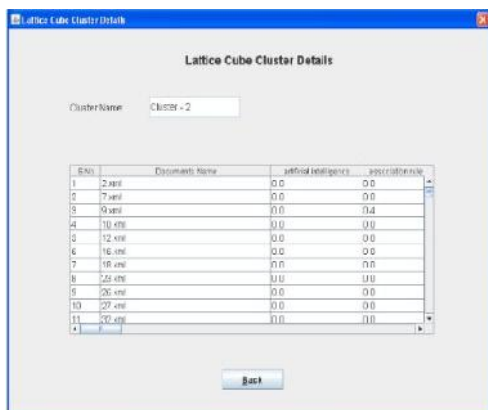 Lattice Cube Cluster Details
Lattice Cube Cluster Details
Cluster Name: Cluster - 2
S.No Documents Name artificial intelligence association rule
1 2.xml 0.0 0.0
2 7.xml 0.0 0.0
3 9.xml 0.0 0.4
4 10.xml 0.0 0.0
5 12.xml 0.0 0.0
6 16.xml 0.0 0.0
7 18.xml 0.0 0.0
8 0.0 0.0
9 26.xml 0.0 0.0
10 27.xml 0.0 0.0
11 0.0 0.0
Back